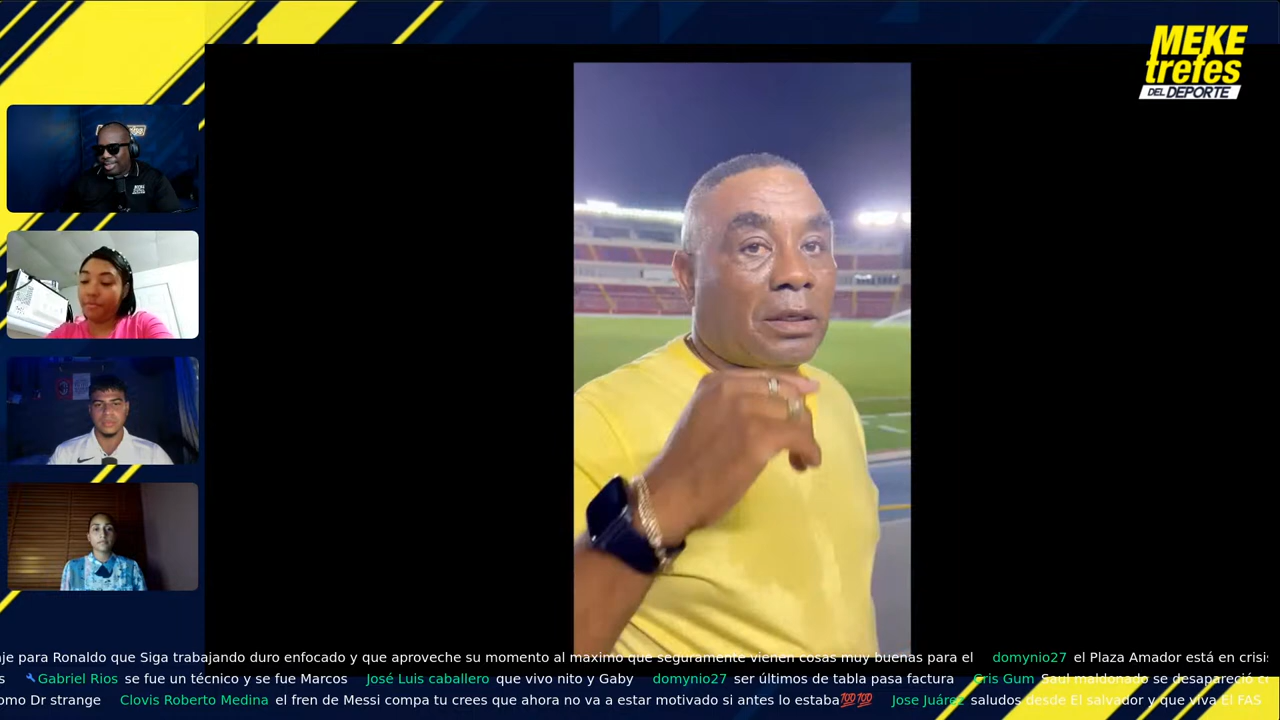 MEKE
trefes
DEL DEPORTE
je para Ronaldo que Siga trabajando duro enfocado y que aproveche su momento al maximo que seguramente vienen cosas muy buenas para el domynio27 el Plaza Amador está en crisis
s Gabriel Rios se fue un técnico y se fue Marcos José Luis caballero que vivo nito y Gaby domynio27 ser últimos de tabla pasa factura Cris Gum Saul maldonado se desapareció
omo Dr strange Clovis Roberto Medina el fren de Messi compa tu crees que ahora no va a estar motivado si antes lo estaba💯💯 Jose Juárez saludos desde El salvador y que viva El FAS